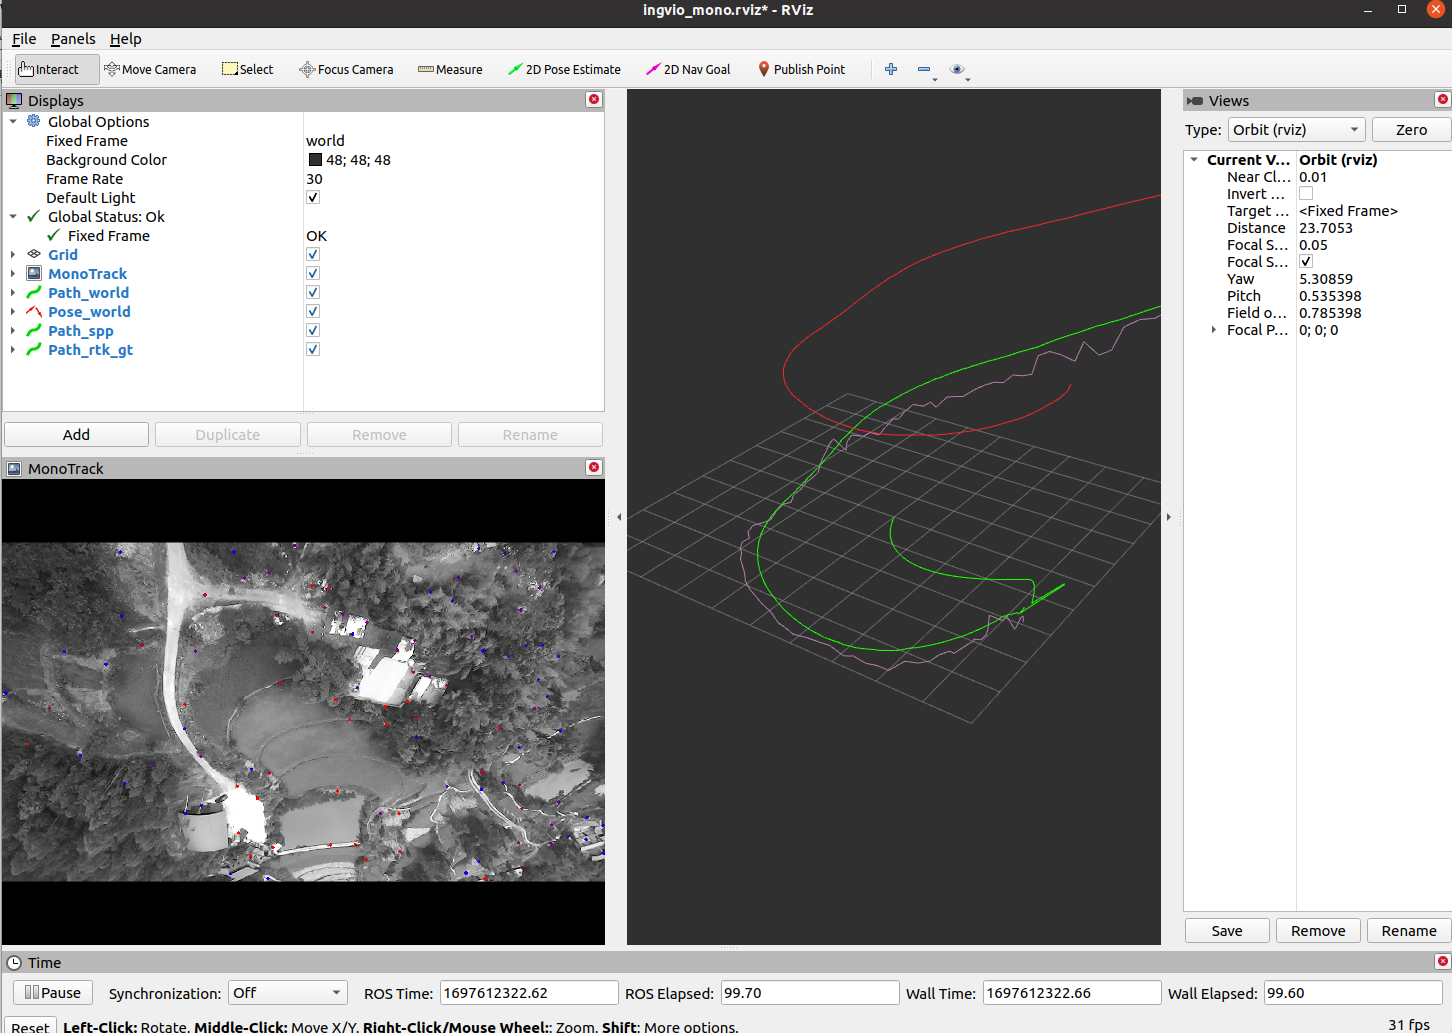 ingvio_mono.rviz* - RViz
File Panels Help
Interact Move Camera Select Focus Camera Measure 2D Pose Estimate 2D Nav Goal Publish Point
Displays
Global Options
Fixed Frame world
Background Color 48; 48; 48
Frame Rate 30
Default Light
Global Status: Ok
Fixed Frame OK
Grid
MonoTrack
Path_world
Pose_world
Path_spp
Path_rtk_gt
Add Duplicate Remove Rename
MonoTrack
Views
Type: Orbit (rviz) Zero
Current V... Orbit (rviz)
Near Cl... 0.01
Invert ...
Target ... <Fixed Frame>
Distance 23.7053
Focal S... 0.05
Focal S...
Yaw 5.30859
Pitch 0.535398
Field o... 0.785398
Focal P... 0; 0; 0
Save Remove Rename
Time
Pause Synchronization: Off ROS Time: 1697612322.62 ROS Elapsed: 99.70 Wall Time: 1697612322.66 Wall Elapsed: 99.60
Reset Left-Click: Rotate. Middle-Click: Move X/Y. Right-Click/Mouse Wheel:: Zoom. Shift: More options. 31 fps